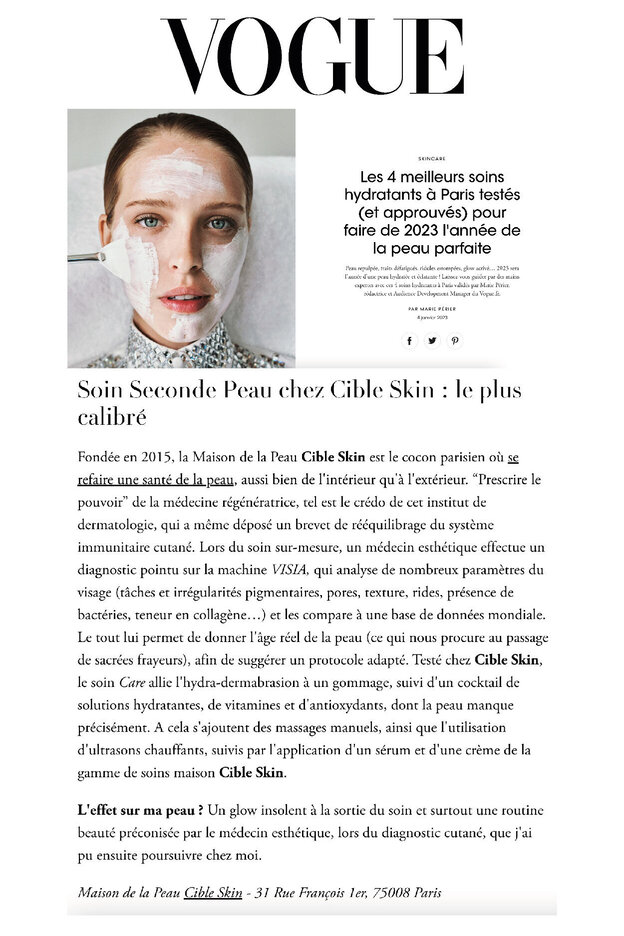 VOGUE
SKINCARE
Les 4 meilleurs soins
hydratants à Paris testés
(et approuvés) pour
faire de 2023 l'année de
la peau parfaite
Peau repulpée, traits défatigués, ridules estompées, glow activé… 2023 sera
l'année d'une peau hydratée et éclatante ! Laissez vous guider par des mains
expertes avec ces 4 soins hydratants à Paris validés par Marie Périer,
rédactrice et Audience Development Manager du Vogue.fr.
PAR MARIE PÉRIER
8 janvier 2023
Soin Seconde Peau chez Cible Skin : le plus
calibré
Fondée en 2015, la Maison de la Peau Cible Skin est le cocon parisien où se
refaire une santé de la peau, aussi bien de l'intérieur qu'à l'extérieur. “Prescrire le
pouvoir” de la médecine régénératrice, tel est le crédo de cet institut de
dermatologie, qui a même déposé un brevet de rééquilibrage du système
immunitaire cutané. Lors du soin sur-mesure, un médecin esthétique effectue un
diagnostic pointu sur la machine VISIA, qui analyse de nombreux paramètres du
visage (tâches et irrégularités pigmentaires, pores, texture, rides, présence de
bactéries, teneur en collagène…) et les compare à une base de données mondiale.
Le tout lui permet de donner l'âge réel de la peau (ce qui nous procure au passage
de sacrées frayeurs), afin de suggérer un protocole adapté. Testé chez Cible Skin,
le soin Care allie l'hydra-dermabrasion à un gommage, suivi d'un cocktail de
solutions hydratantes, de vitamines et d'antioxydants, dont la peau manque
précisément. A cela s'ajoutent des massages manuels, ainsi que l'utilisation
d'ultrasons chauffants, suivis par l'application d'un sérum et d'une crème de la
gamme de soins maison Cible Skin.
L'effet sur ma peau ? Un glow insolent à la sortie du soin et surtout une routine
beauté préconisée par le médecin esthétique, lors du diagnostic cutané, que j'ai
pu ensuite poursuivre chez moi.
Maison de la Peau Cible Skin - 31 Rue François 1er, 75008 Paris